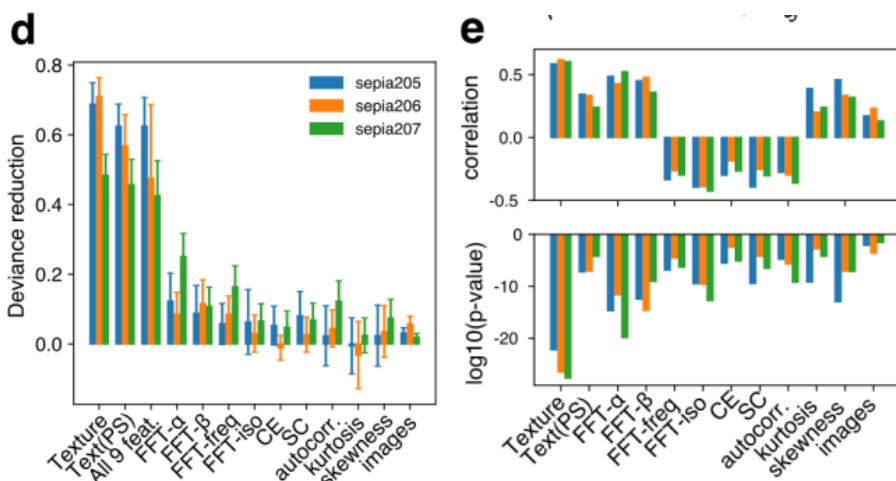 d
e
Deviance reduction
0.8
0.6
0.4
0.2
0.0
sepia205
sepia206
sepia207
Texture
Text(PS)
All 9 feat.
FFT-α
FFT-β
FFT-freq
FFT-iso
CE
SC
autocorr.
kurtosis
skewness
images
correlation
0.5
0.0
-0.5
log10(p-value)
0
-10
-20
Texture
Text(PS)
FFT-α
FFT-β
FFT-freq
FFT-iso
CE
SC
autocorr.
kurtosis
skewness
images